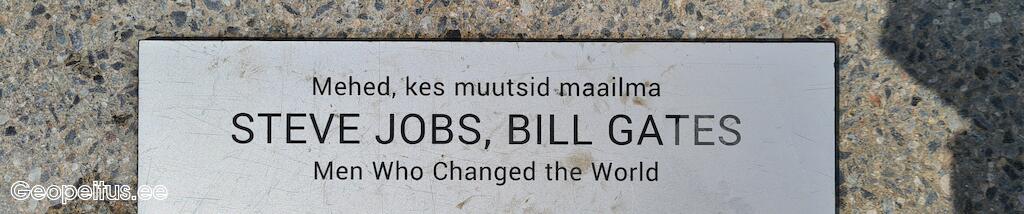 Mehed, kes muutsid maailma
STEVE JOBS, BILL GATES
Men Who Changed the World
Geopeitus.ee